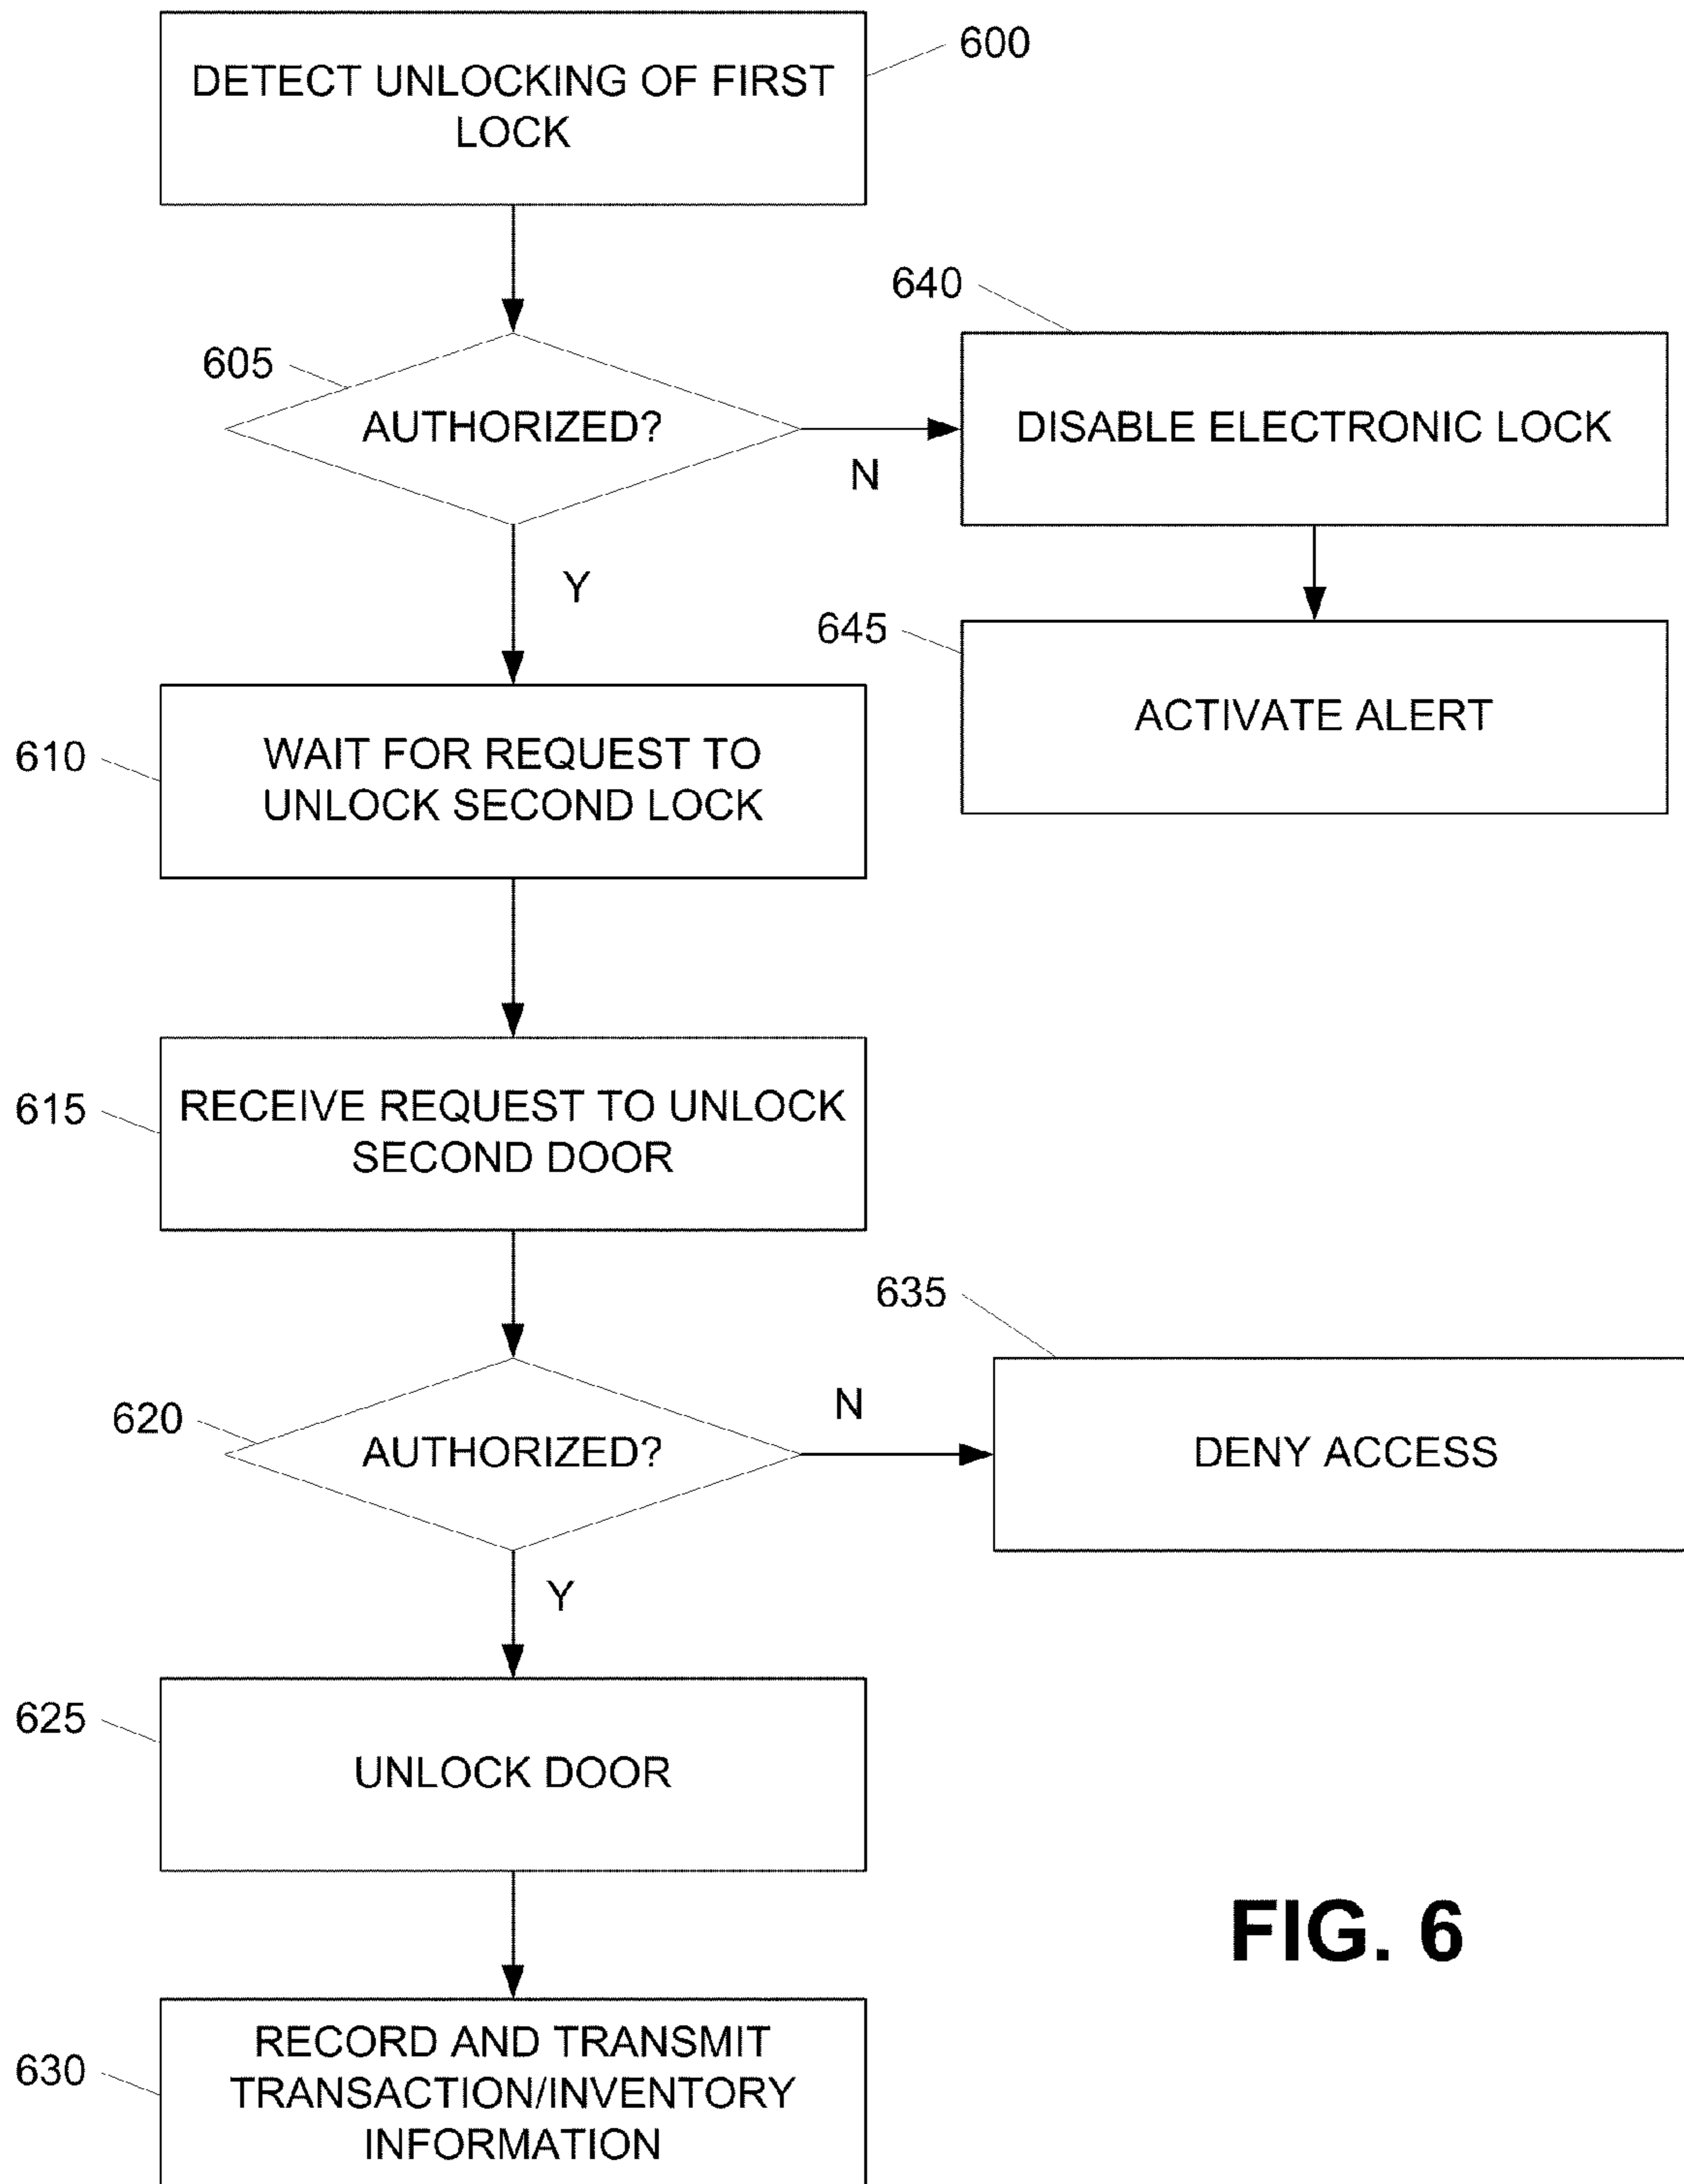 DETECT UNLOCKING OF FIRST
LOCK
600
605
AUTHORIZED?
N
Y
640
DISABLE ELECTRONIC LOCK
645
ACTIVATE ALERT
610
WAIT FOR REQUEST TO
UNLOCK SECOND LOCK
615
RECEIVE REQUEST TO UNLOCK
SECOND DOOR
620
AUTHORIZED?
N
Y
635
DENY ACCESS
625
UNLOCK DOOR
630
RECORD AND TRANSMIT
TRANSACTION/INVENTORY
INFORMATION
FIG. 6